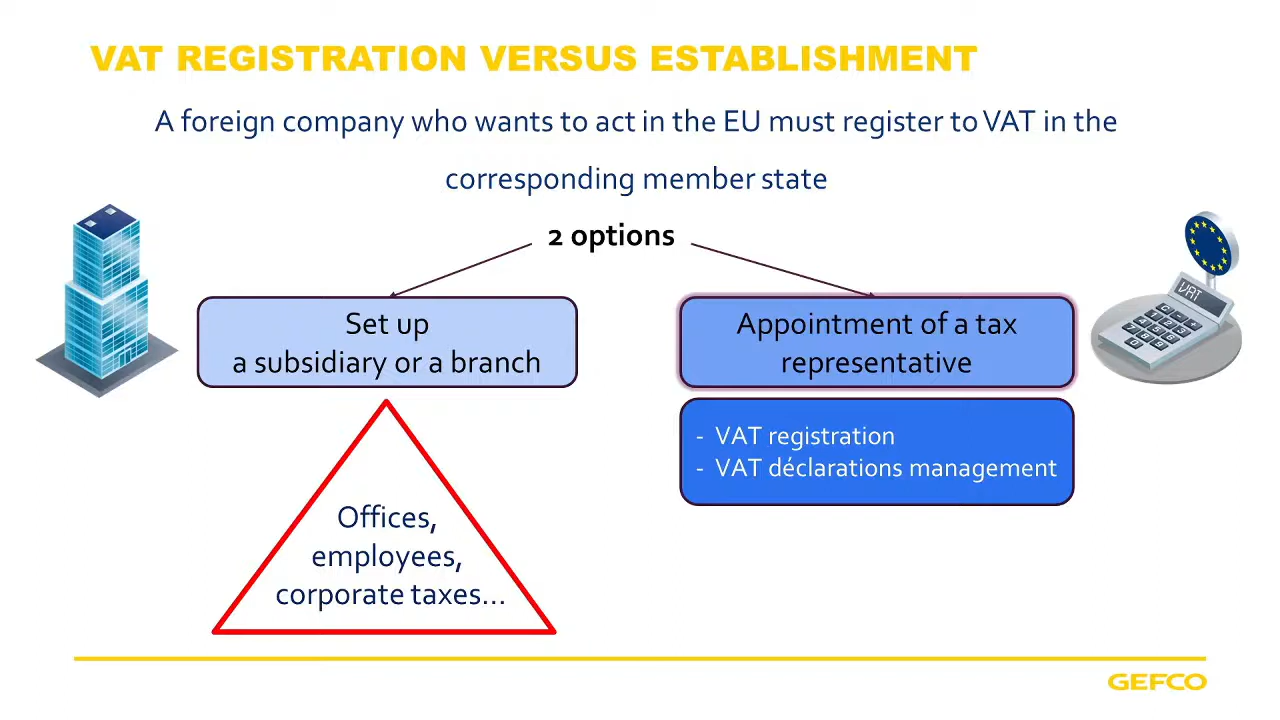 VAT REGISTRATION VERSUS ESTABLISHMENT
A foreign company who wants to act in the EU must register to VAT in the
corresponding member state
2 options
Set up
a subsidiary or a branch
Appointment of a tax
representative
VAT
- VAT registration
- VAT déclarations management
Offices,
employees,
corporate taxes...
GEFCO